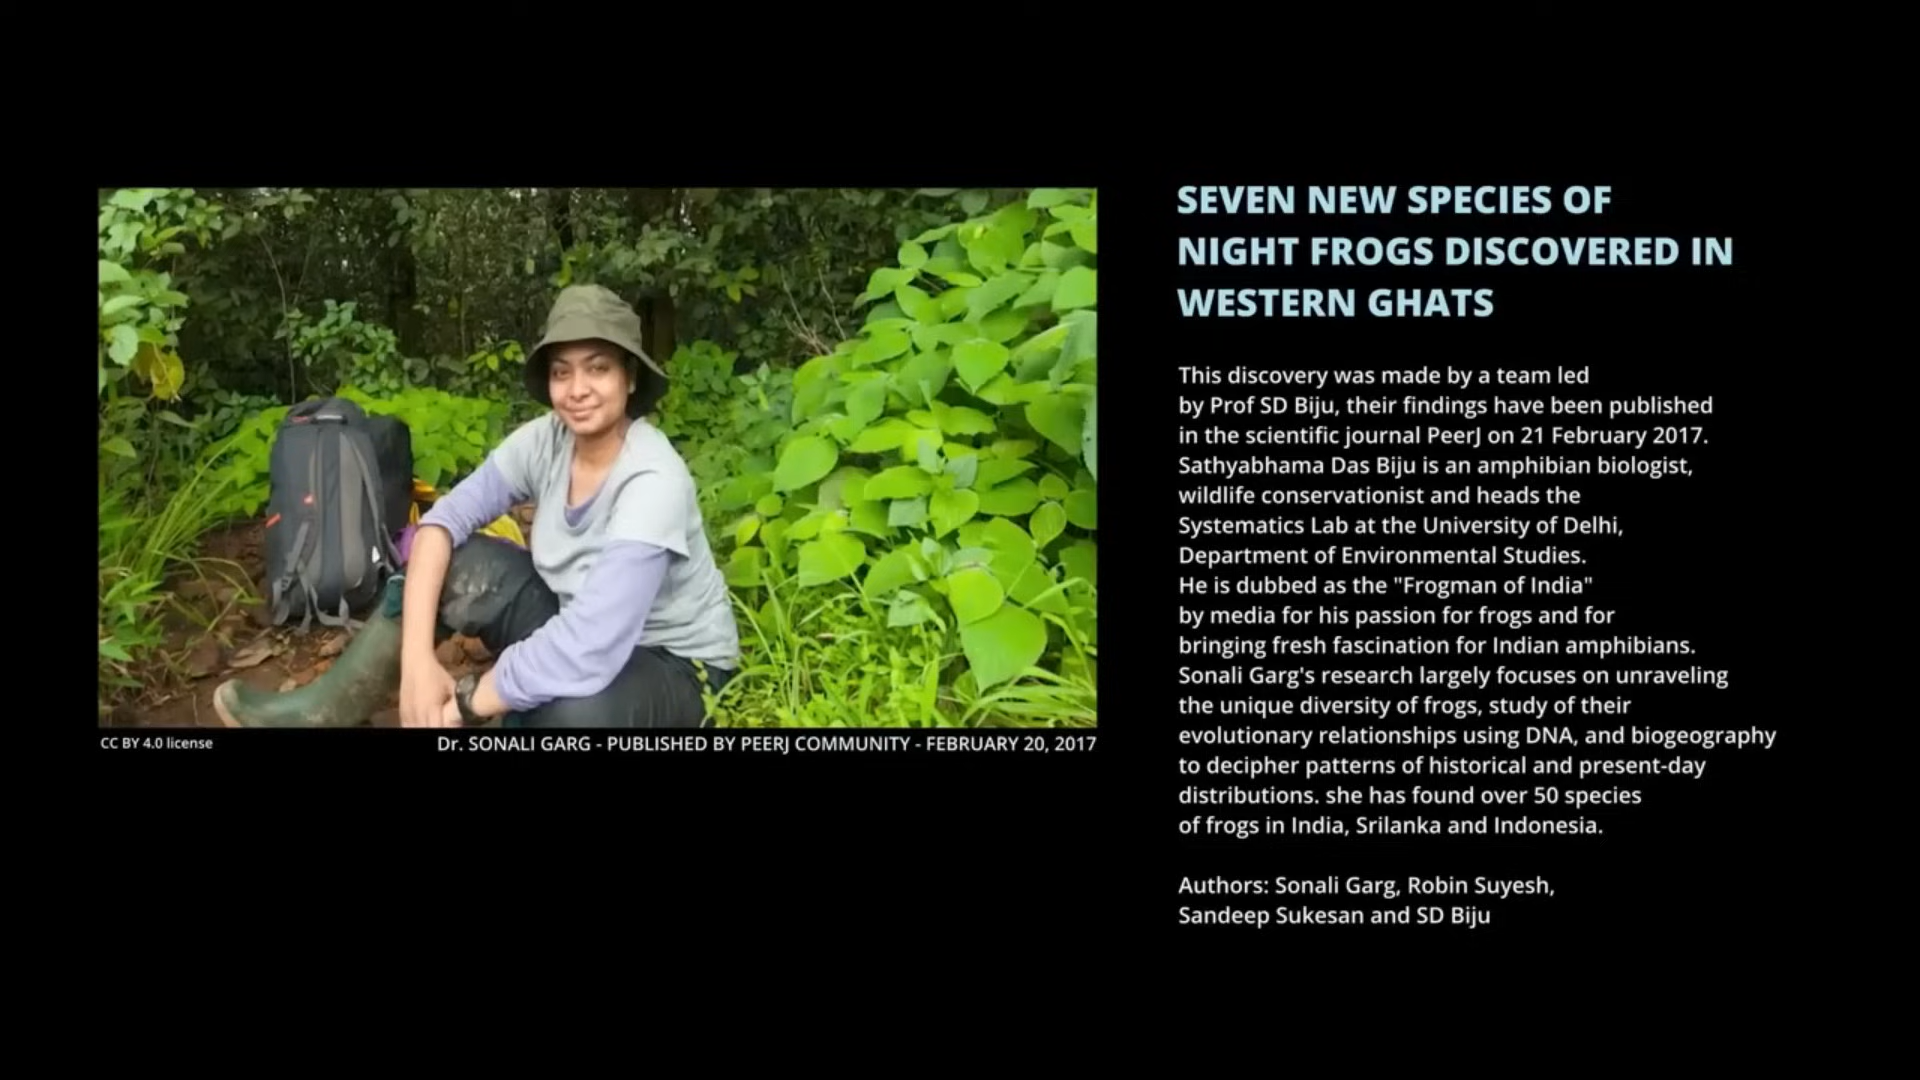 SEVEN NEW SPECIES OF
NIGHT FROGS DISCOVERED IN
WESTERN GHATS
This discovery was made by a team led
by Prof SD Biju, their findings have been published
in the scientific journal PeerJ on 21 February 2017.
Sathyabhama Das Biju is an amphibian biologist,
wildlife conservationist and heads the
Systematics Lab at the University of Delhi,
Department of Environmental Studies.
He is dubbed as the "Frogman of India"
by media for his passion for frogs and for
bringing fresh fascination for Indian amphibians.
Sonali Garg's research largely focuses on unraveling
the unique diversity of frogs, study of their
evolutionary relationships using DNA, and biogeography
to decipher patterns of historical and present-day
distributions. she has found over 50 species
of frogs in India, Srilanka and Indonesia.
Authors: Sonali Garg, Robin Suyesh,
Sandeep Sukesan and SD Biju
CC BY 4.0 license
Dr. SONALI GARG - PUBLISHED BY PEERJ COMMUNITY - FEBRUARY 20, 2017